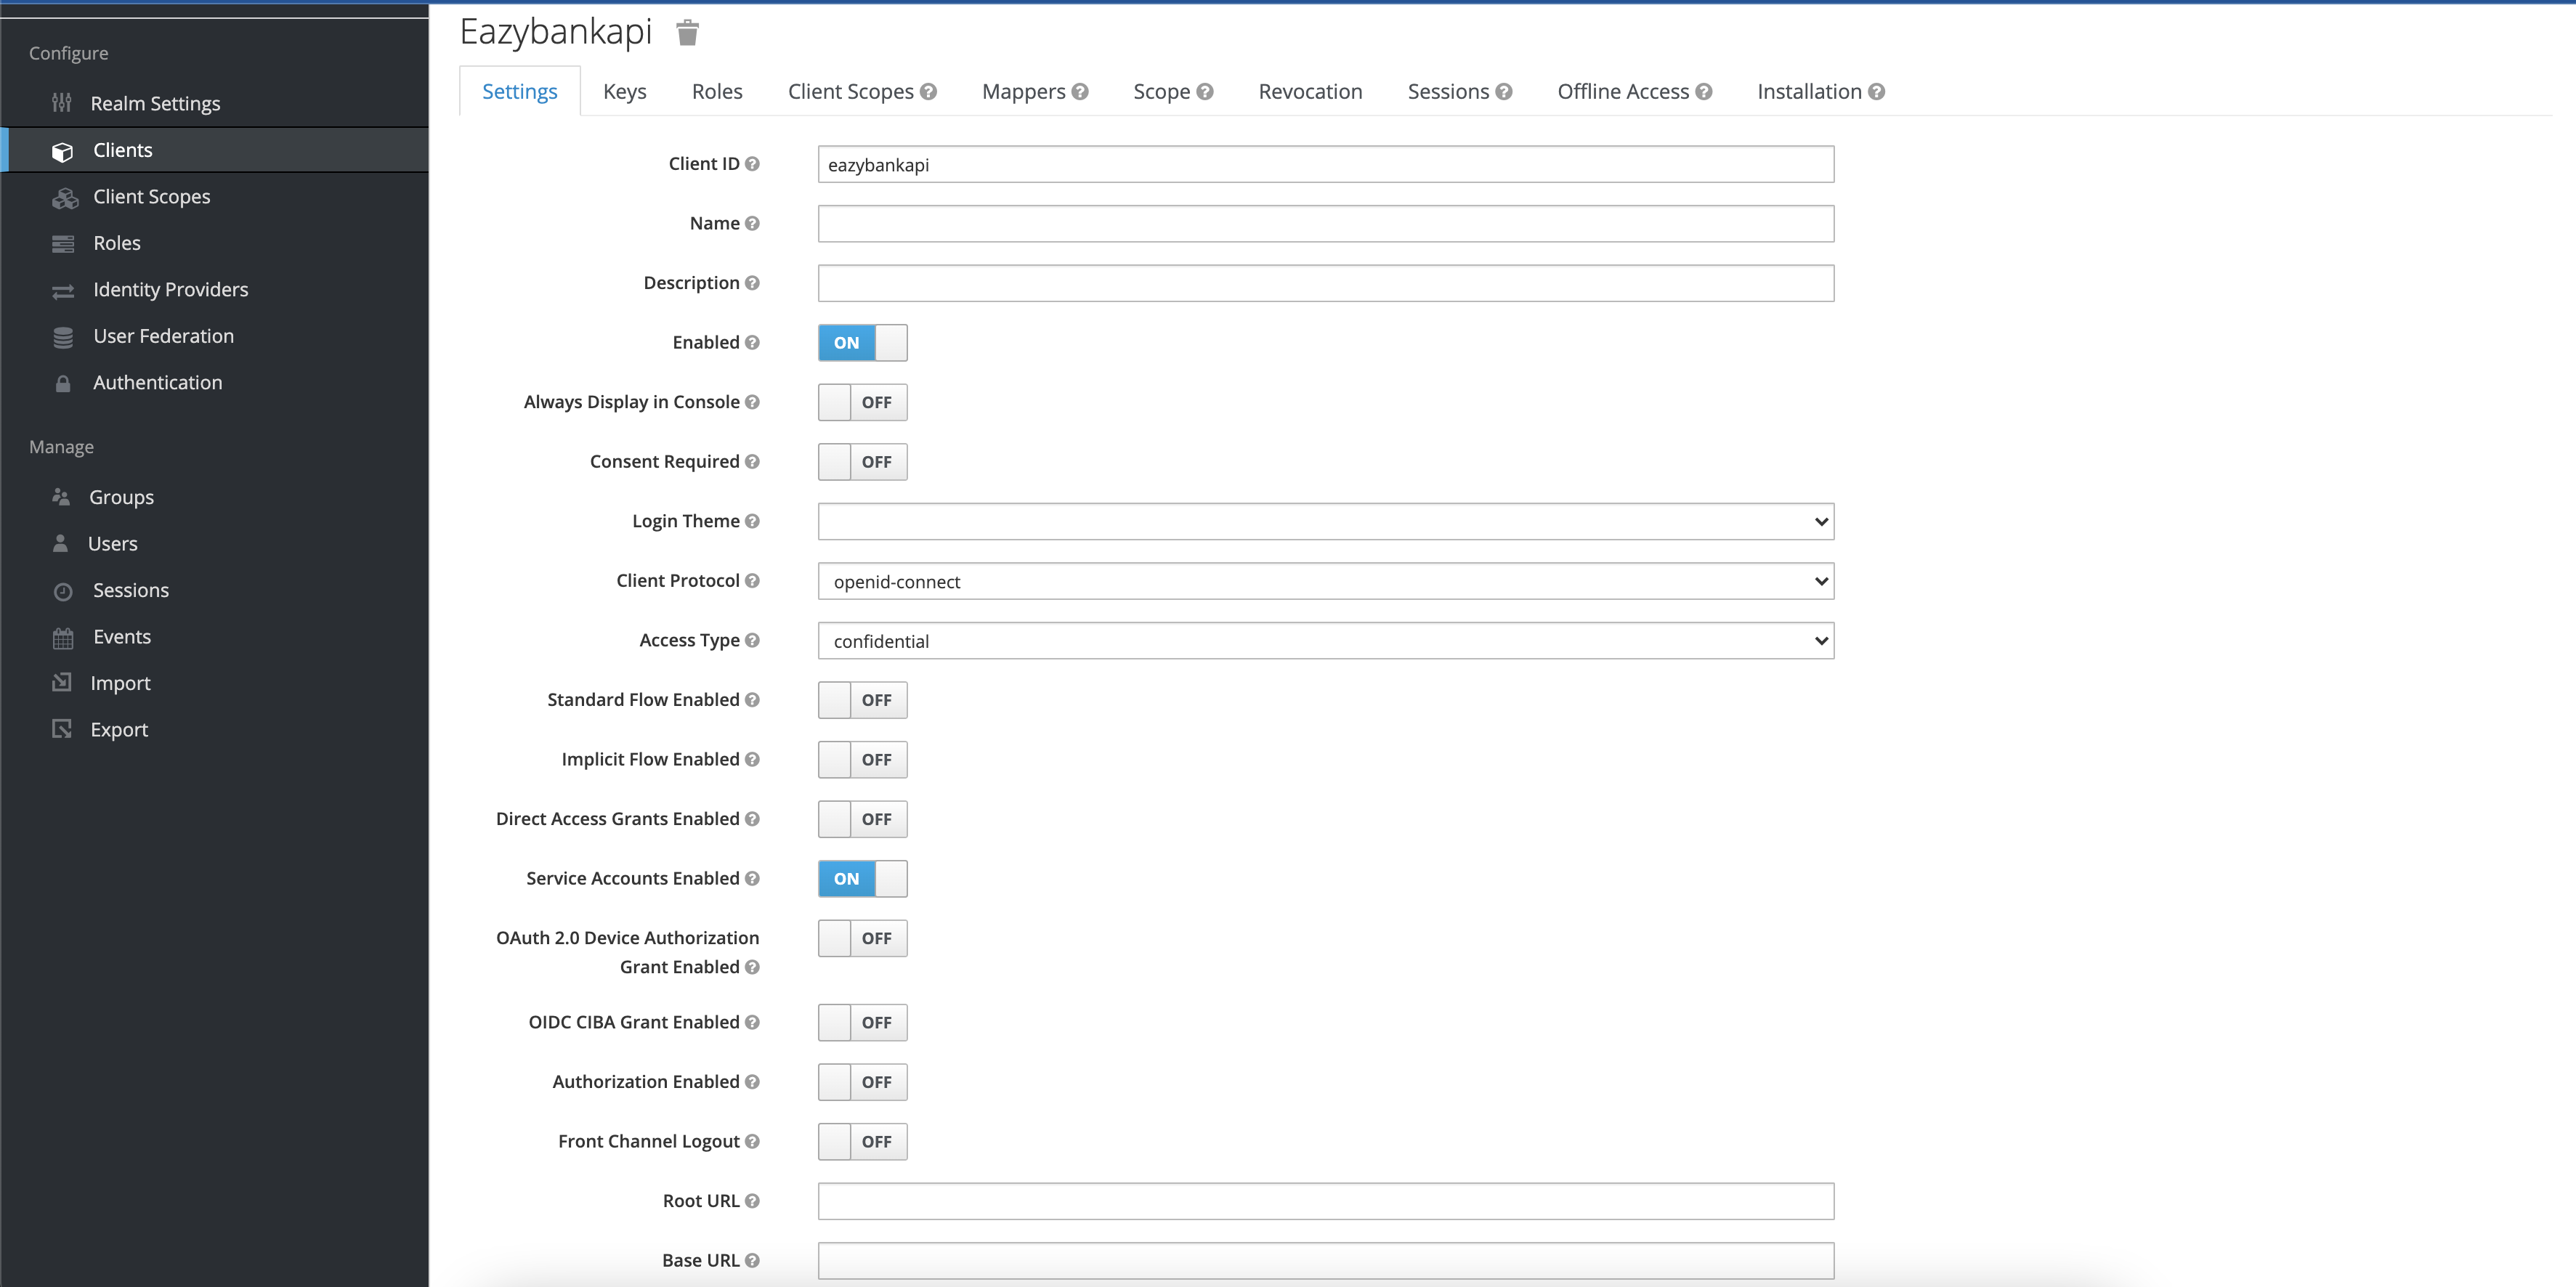 Configure
Realm Settings
Clients
Client Scopes
Roles
Identity Providers
User Federation
Authentication
Manage
Groups
Users
Sessions
Events
Import
Export
Eazybankapi
Settings Keys Roles Client Scopes ? Mappers ? Scope ? Revocation Sessions ? Offline Access ? Installation ?
Client ID ? eazybankapi
Name ?
Description ?
Enabled ? ON
Always Display in Console ? OFF
Consent Required ? OFF
Login Theme ?
Client Protocol ? openid-connect
Access Type ? confidential
Standard Flow Enabled ? OFF
Implicit Flow Enabled ? OFF
Direct Access Grants Enabled ? OFF
Service Accounts Enabled ? ON
OAuth 2.0 Device Authorization OFF
Grant Enabled ?
OIDC CIBA Grant Enabled ? OFF
Authorization Enabled ? OFF
Front Channel Logout ? OFF
Root URL ?
Base URL ?